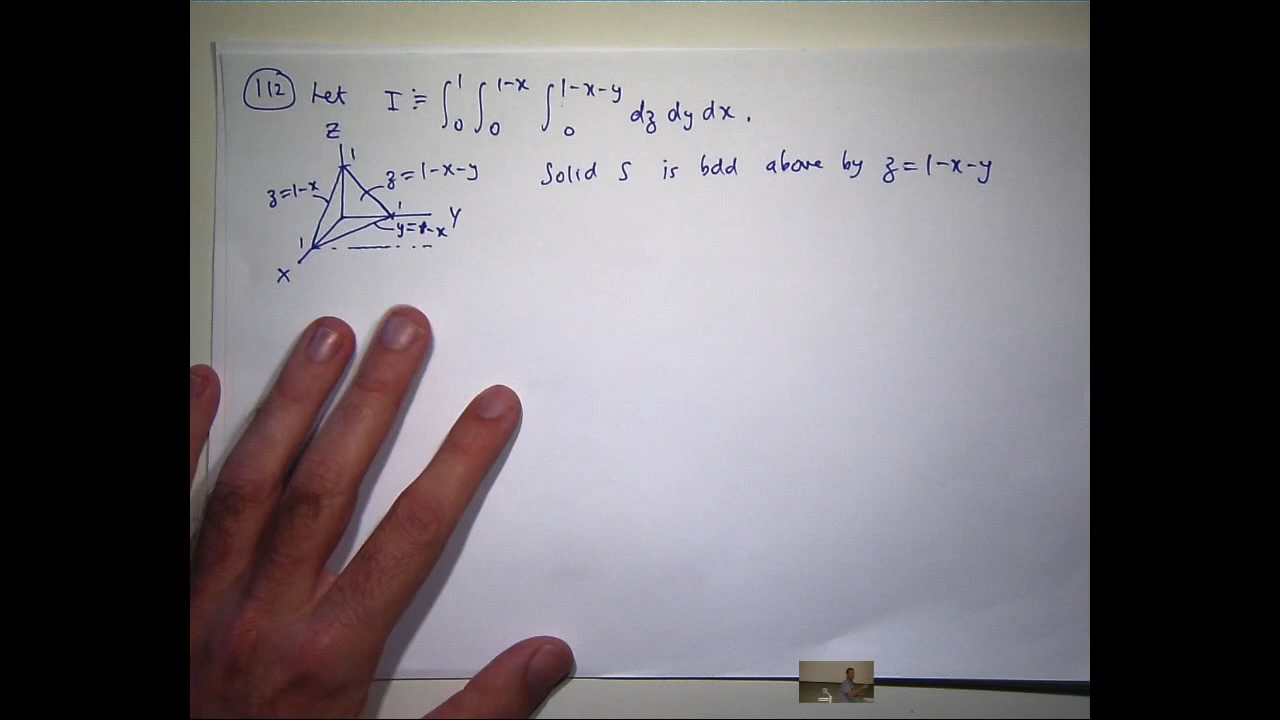 112 Let I ≡ ∫₀¹ ∫₀^{1-x} ∫₀^{1-x-y} dz dy dx.
Z
1
z=1-x
z=1-x-y
Solid S is bdd above by z=1-x-y
1
Y
y=1-x
1
X